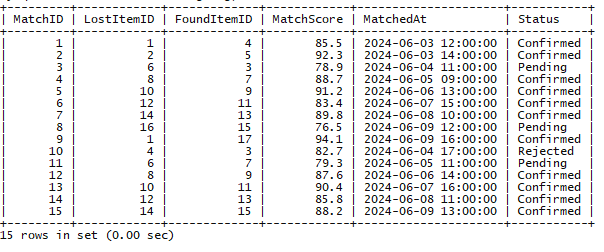 | MatchID | LostItemID | FoundItemID | MatchScore | MatchedAt | Status |
| 1 | 1 | 4 | 85.5 | 2024-06-03 12:00:00 | Confirmed |
| 2 | 2 | 5 | 92.3 | 2024-06-03 14:00:00 | Confirmed |
| 3 | 6 | 3 | 78.9 | 2024-06-04 11:00:00 | Pending |
| 4 | 8 | 7 | 88.7 | 2024-06-05 09:00:00 | Confirmed |
| 5 | 10 | 9 | 91.2 | 2024-06-06 13:00:00 | Confirmed |
| 6 | 12 | 11 | 83.4 | 2024-06-07 15:00:00 | Confirmed |
| 7 | 14 | 13 | 89.8 | 2024-06-08 10:00:00 | Confirmed |
| 8 | 16 | 15 | 76.5 | 2024-06-09 12:00:00 | Pending |
| 9 | 1 | 17 | 94.1 | 2024-06-09 16:00:00 | Confirmed |
| 10 | 4 | 3 | 82.7 | 2024-06-04 17:00:00 | Rejected |
| 11 | 6 | 7 | 79.3 | 2024-06-05 11:00:00 | Pending |
| 12 | 8 | 9 | 87.6 | 2024-06-06 14:00:00 | Confirmed |
| 13 | 10 | 11 | 90.4 | 2024-06-07 16:00:00 | Confirmed |
| 14 | 12 | 13 | 85.8 | 2024-06-08 11:00:00 | Confirmed |
| 15 | 14 | 15 | 88.2 | 2024-06-09 13:00:00 | Confirmed |
15 rows in set (0.00 sec)